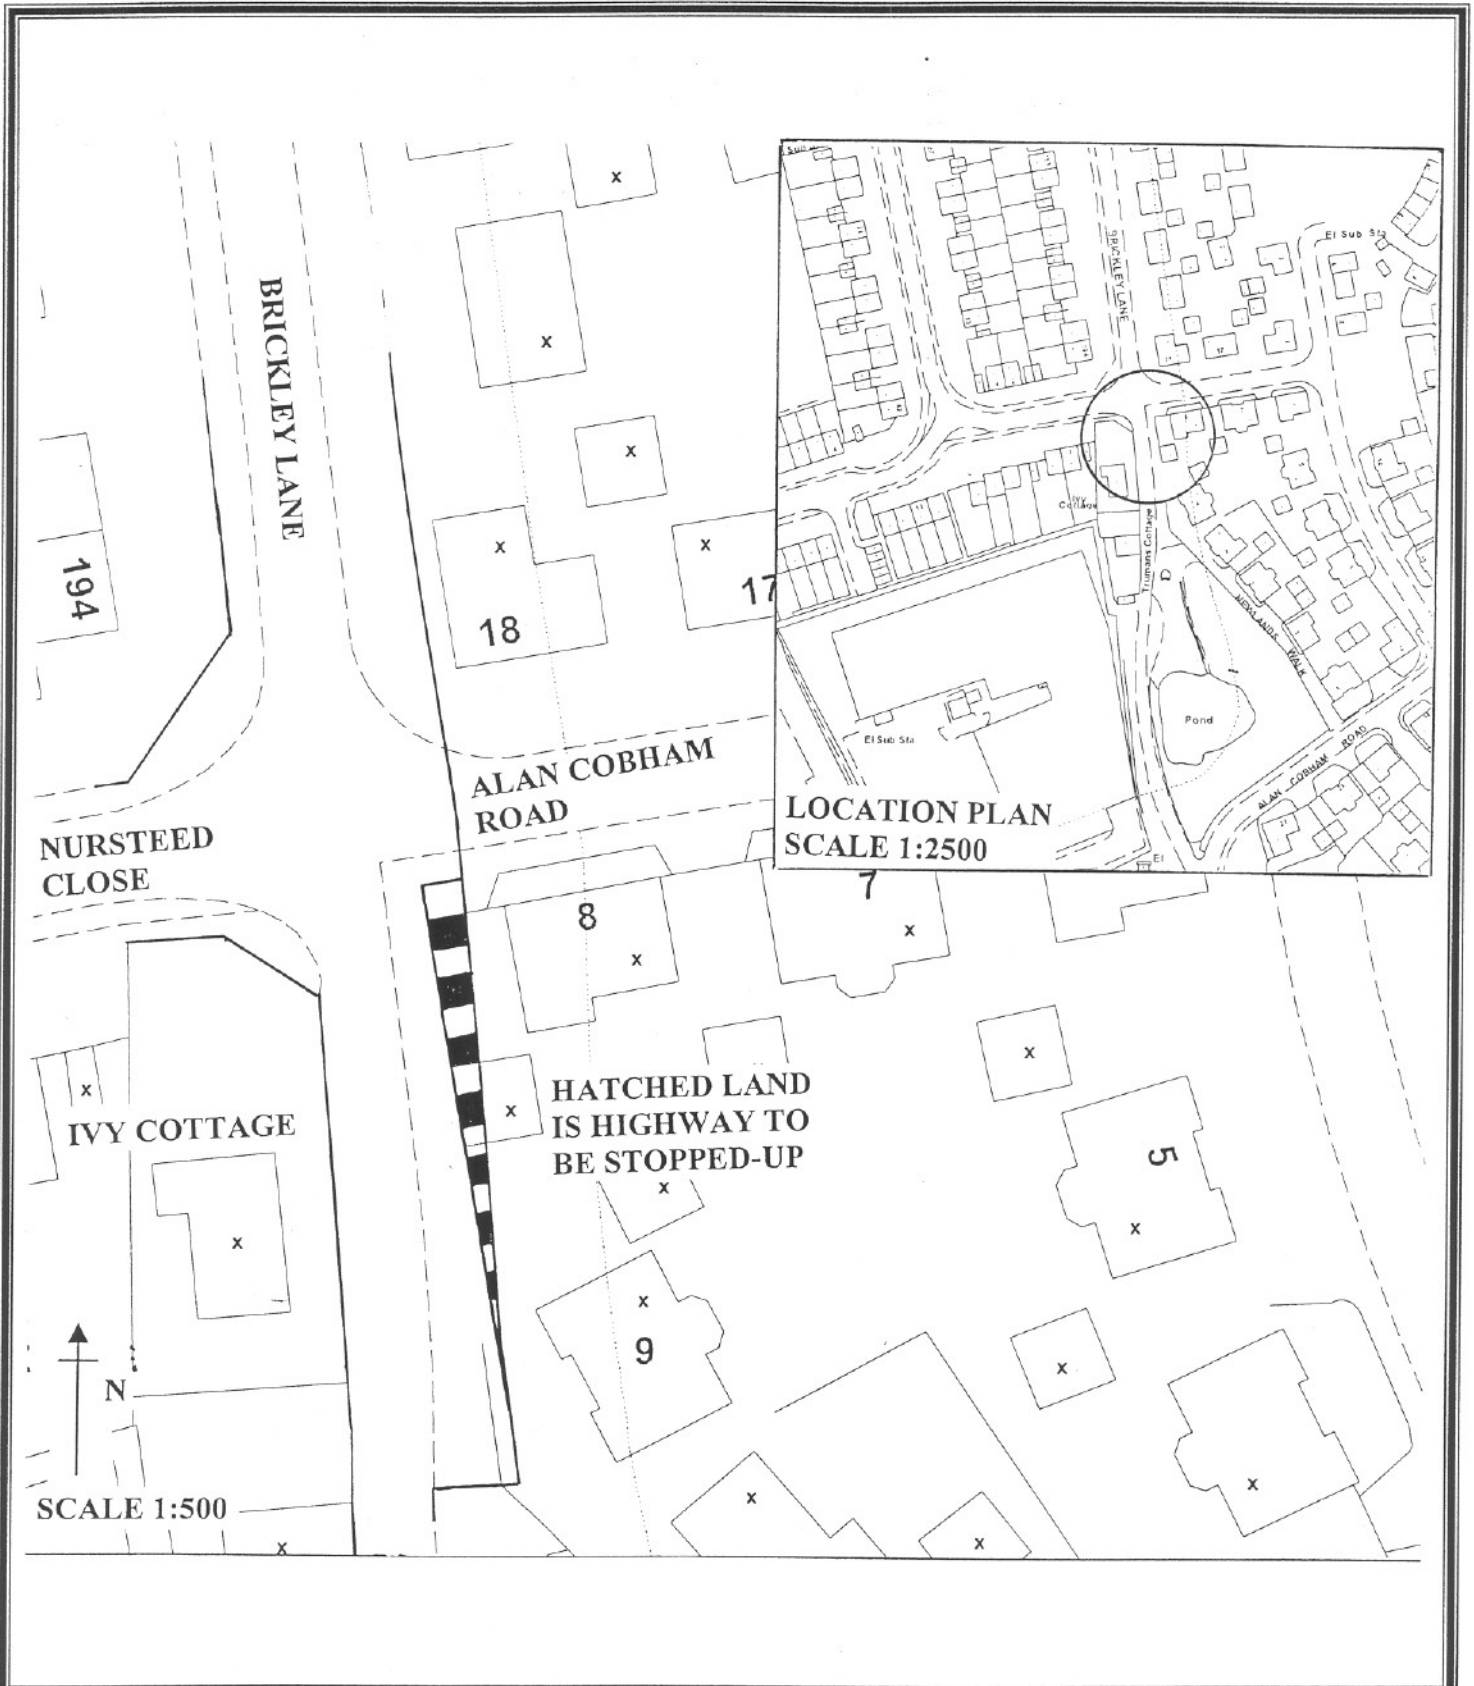 BRICKLEY LANE
194
18
17
ALAN COBHAM
ROAD
NURSTEED
CLOSE
8
7
HATCHED LAND
IS HIGHWAY TO
BE STOPPED-UP
IVY COTTAGE
5
9
N
SCALE 1:500
El Sub Sta
BRICKLEY LANE
Ivy
Cottage
Trumans Cottage
NEWLANDS WALK
Pond
El Sub Sta
ALAN COBHAM ROAD
El
LOCATION PLAN
SCALE 1:2500